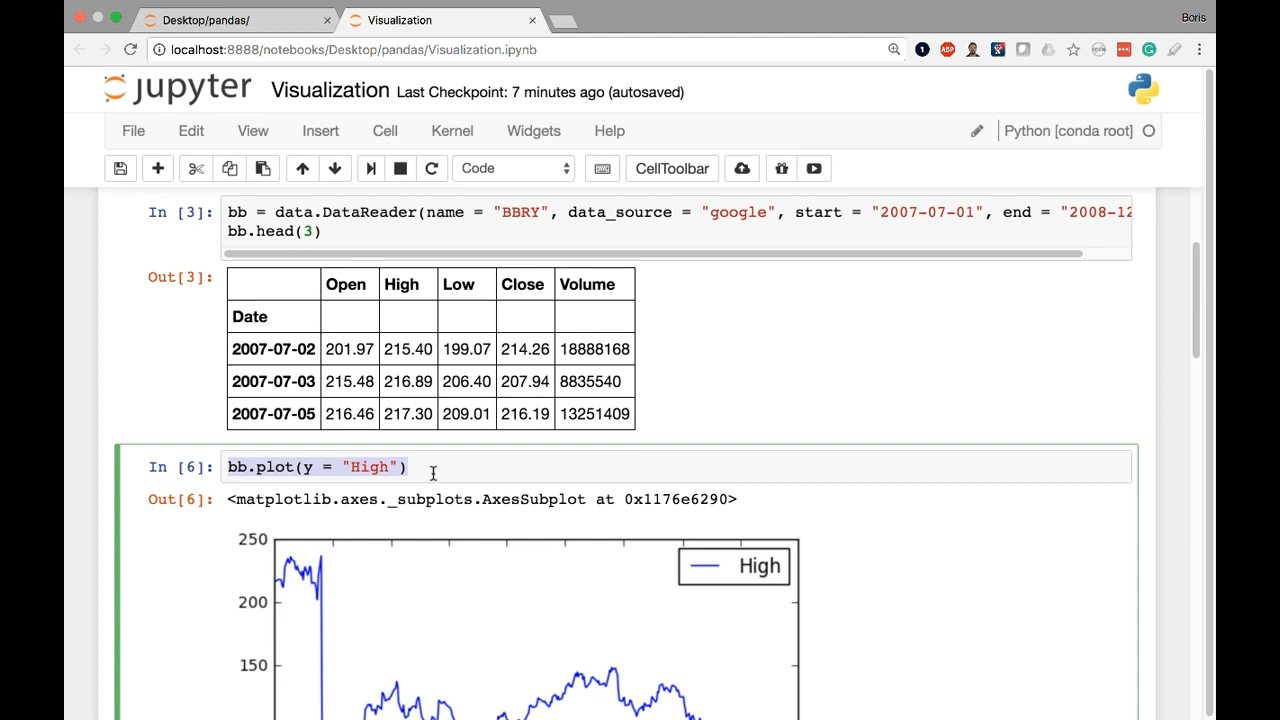 Desktop/pandas/ Visualization Boris
localhost:8888/notebooks/Desktop/pandas/Visualization.ipynb
jupyter Visualization Last Checkpoint: 7 minutes ago (autosaved)
File Edit View Insert Cell Kernel Widgets Help Python [conda root]
Code CellToolbar
In [3]: bb = data.DataReader(name = "BBRY", data_source = "google", start = "2007-07-01", end = "2008-12
bb.head(3)
Out[3]:
Open High Low Close Volume
Date
2007-07-02 201.97 215.40 199.07 214.26 18888168
2007-07-03 215.48 216.89 206.40 207.94 8835540
2007-07-05 216.46 217.30 209.01 216.19 13251409
In [6]: bb.plot(y = "High")
Out[6]: <matplotlib.axes._subplots.AxesSubplot at 0x1176e6290>
250
High
200
150